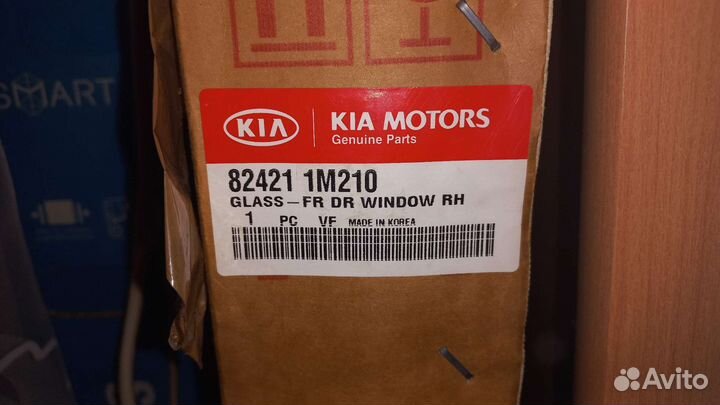 SMART
KIA
KIA MOTORS
Genuine Parts
82421 1M210
GLASS-FR DR WINDOW RH
1 PC VF MADE IN KOREA
Avito